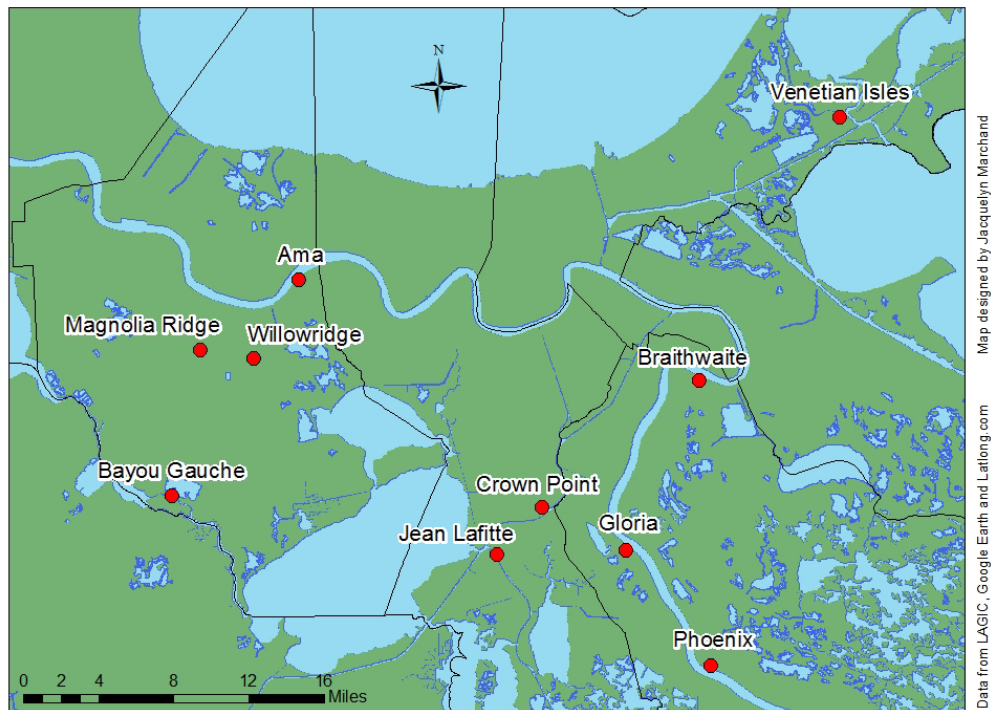 N
Venetian Isles
Ama
Magnolia Ridge
Willowridge
Braithwaite
Bayou Gauche
Crown Point
Jean Lafitte
Gloria
Phoenix
0 2 4 8 12 16
Miles
Map designed by Jacquelyn Marchand
Data from LAGIC, Google Earth and Latlong.com